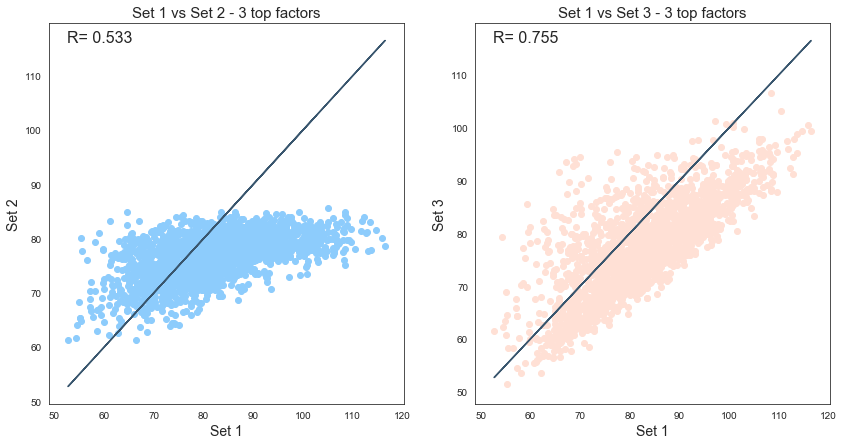 Set 1 vs Set 2 - 3 top factors
R= 0.533
110
100
90
80
70
60
50
Set 2
50 60 70 80 90 100 110 120
Set 1
Set 1 vs Set 3 - 3 top factors
R= 0.755
110
100
90
80
70
60
50
Set 3
50 60 70 80 90 100 110 120
Set 1